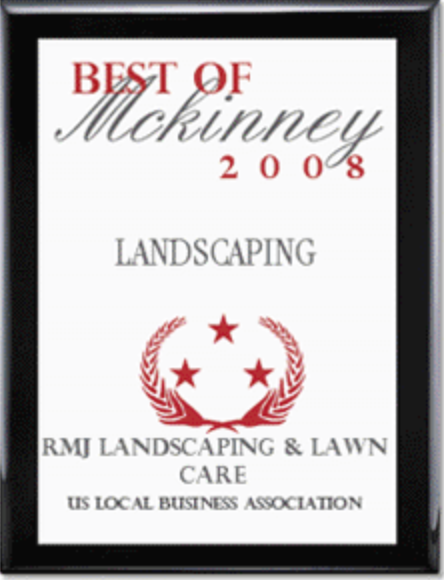 BEST OF
Mckinney
2008
LANDSCAPING
RMJ LANDSCAPING & LAWN
CARE
US LOCAL BUSINESS ASSOCIATION